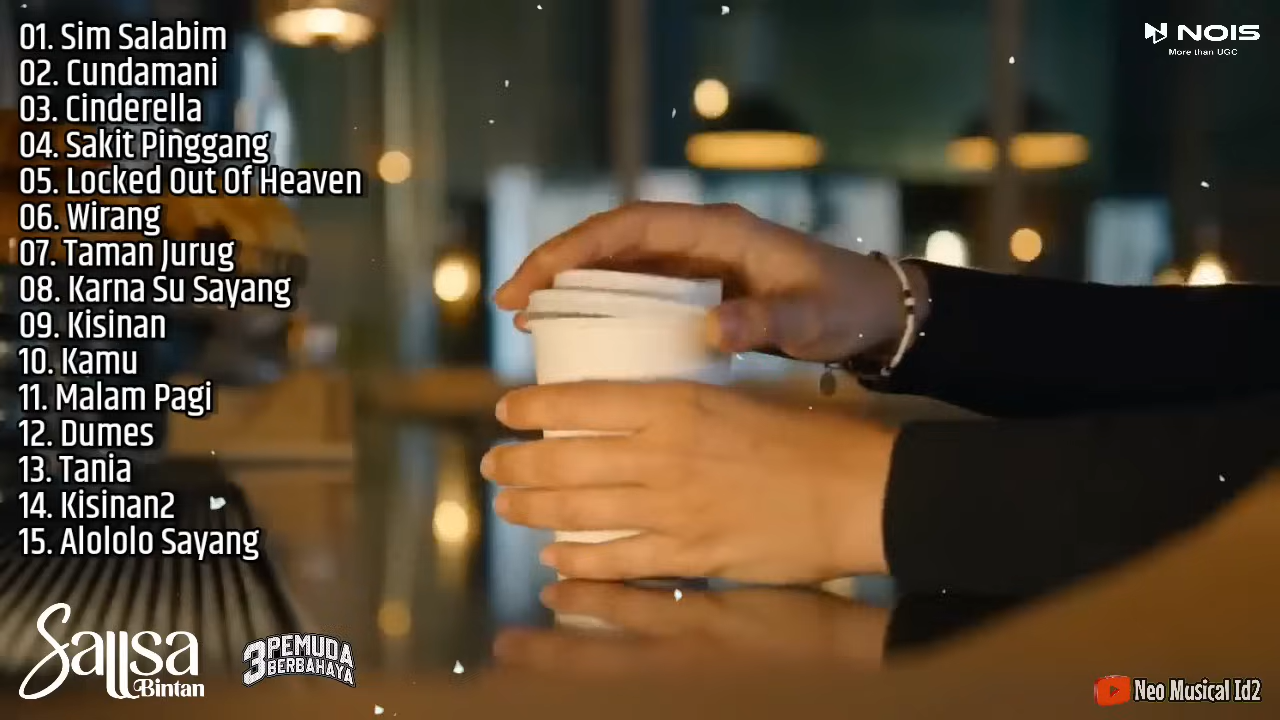 01. Sim Salabim
02. Cundamani
03. Cinderella
04. Sakit Pinggang
05. Locked Out Of Heaven
06. Wirang
07. Taman Jurug
08. Karna Su Sayang
09. Kisinan
10. Kamu
11. Malam Pagi
12. Dumes
13. Tania
14. Kisinan2
15. Alololo Sayang
NOIS
More than UGC
Sallsa
Bintan
3 PEMUDA
BERBAHAYA
Neo Musical Id2